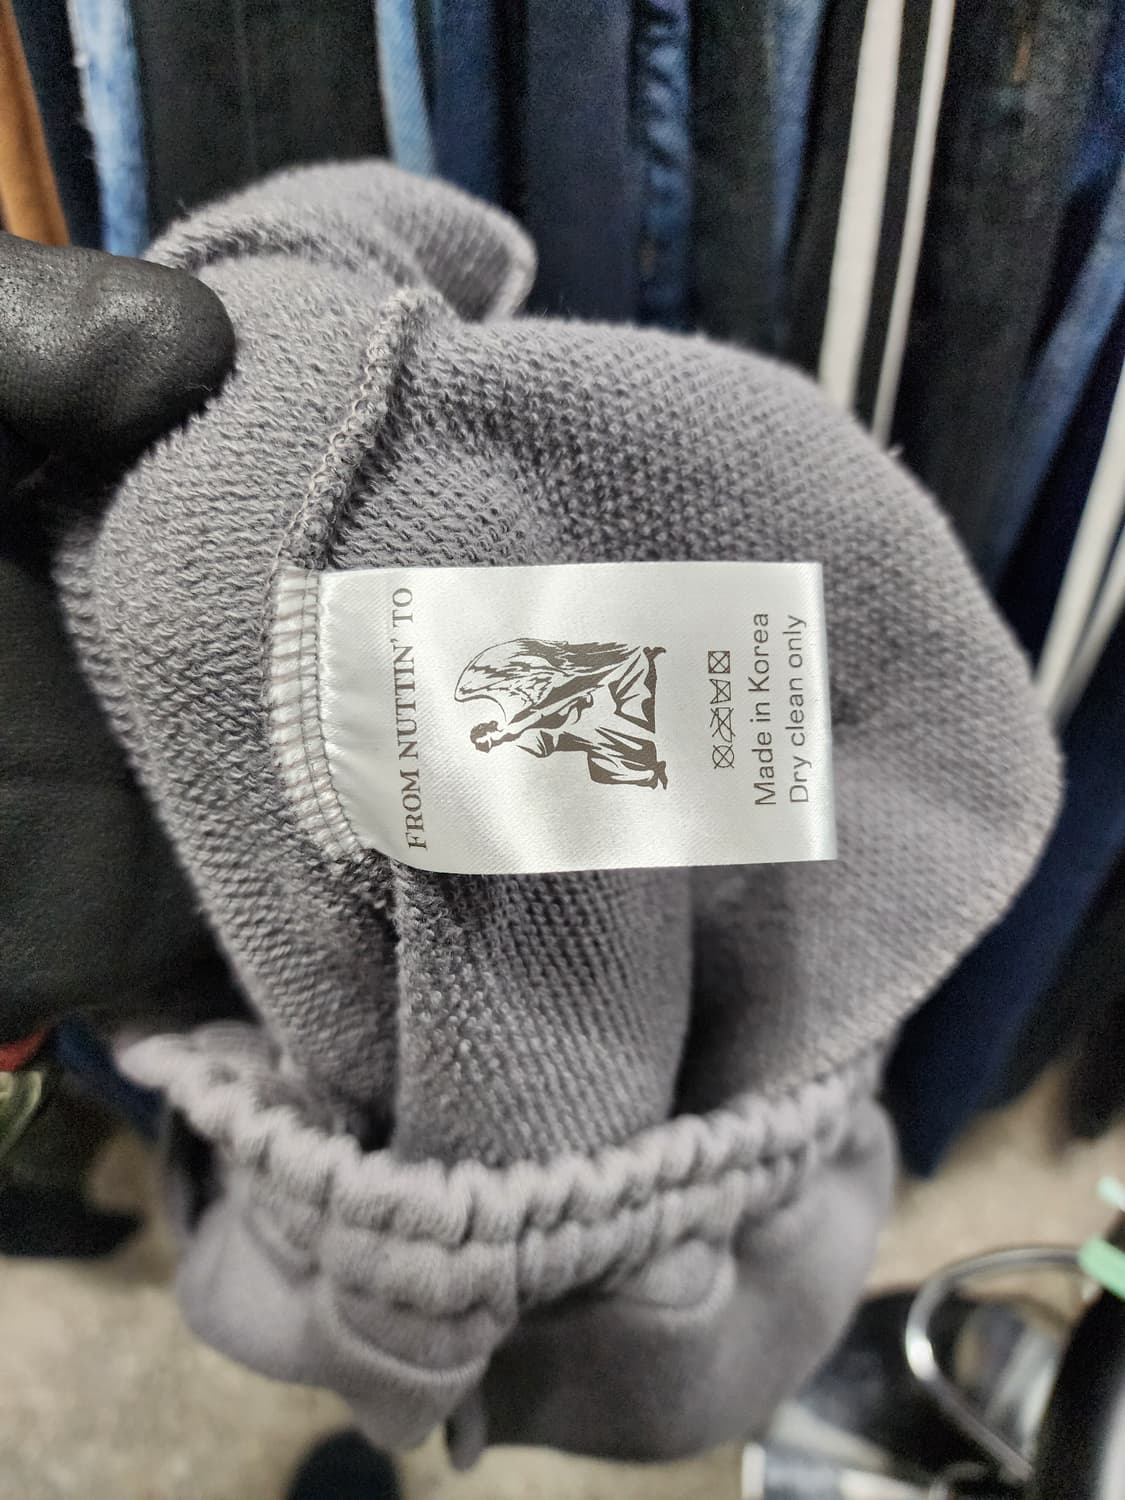 FROM NUTTIN' TO
Made in Korea
Dry clean only